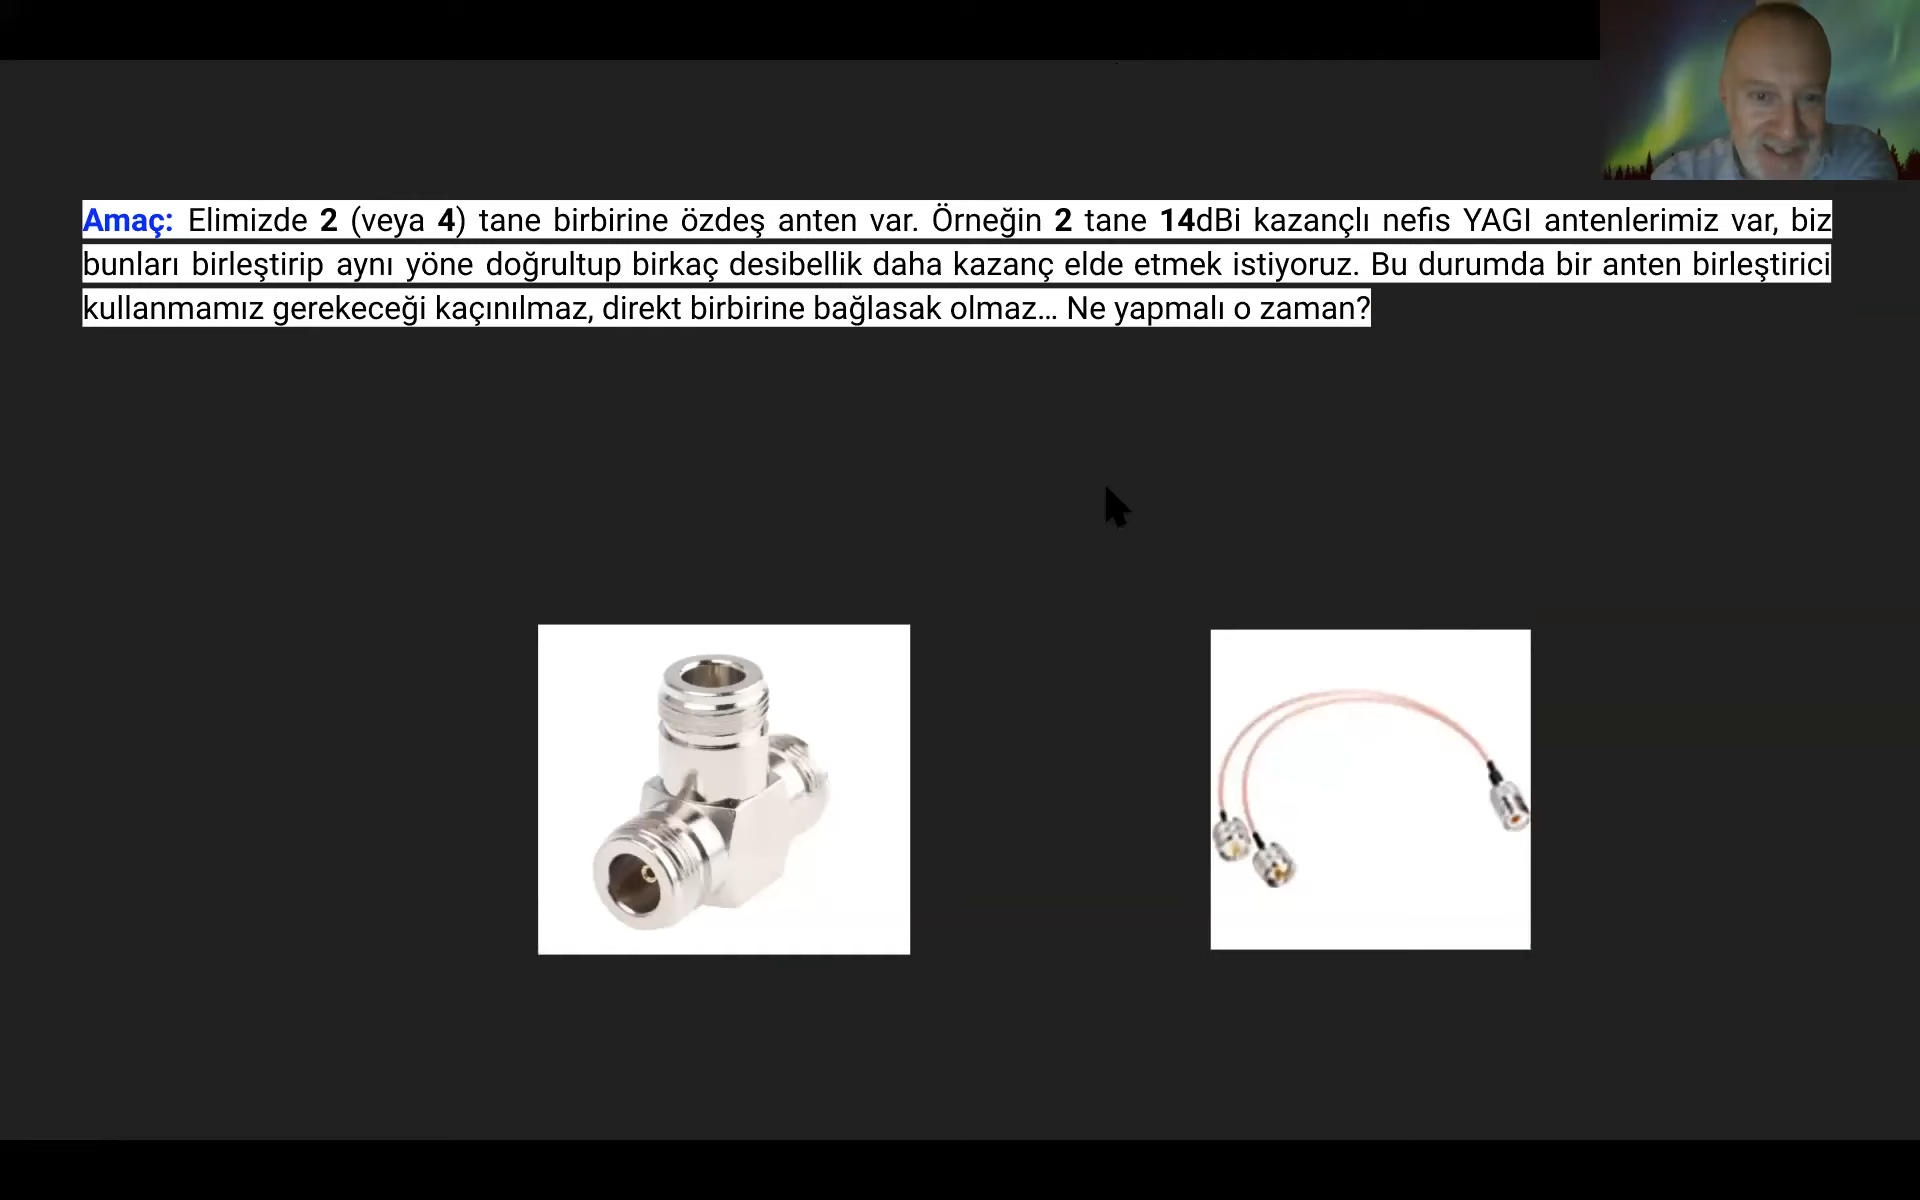 Amaç: Elimizde 2 (veya 4) tane birbirine özdeş anten var. Örneğin 2 tane 14dBi kazançlı nefis YAGI antenlerimiz var, biz
bunları birleştirip aynı yöne doğrultup birkaç desibellik daha kazanç elde etmek istiyoruz. Bu durumda bir anten birleştirici
kullanmamız gerekeceği kaçınılmaz, direkt birbirine bağlasak olmaz... Ne yapmalı o zaman?